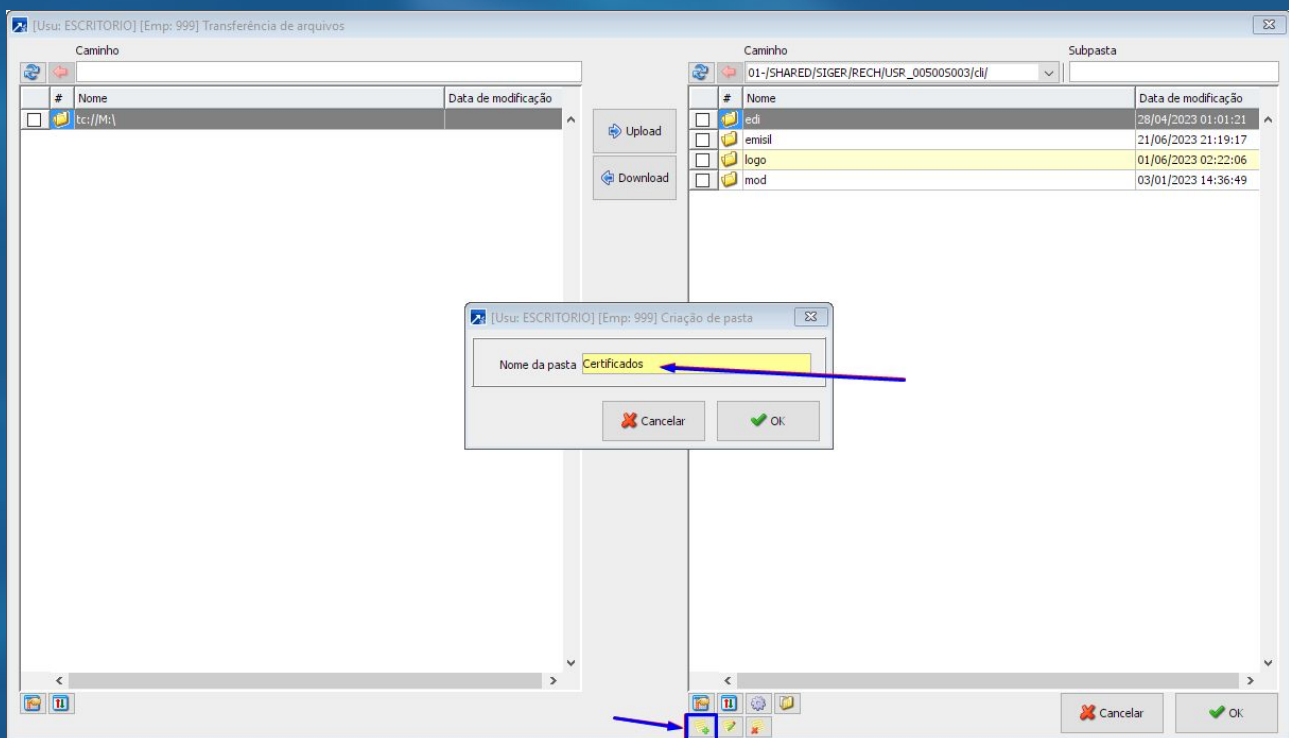 [Usu: ESCRITORIO] [Emp: 999] Transferência de arquivos
Caminho
# Nome Data de modificação
tc://M:\
Upload
Download
Caminho Subpasta
01-/SHARED/SIGER/RECH/USR_00500S003/cli/
# Nome Data de modificação
edi 28/04/2023 01:01:21
emisil 21/06/2023 21:19:17
logo 01/06/2023 02:22:06
mod 03/01/2023 14:36:49
[Usu: ESCRITORIO] [Emp: 999] Criação de pasta
Nome da pasta Certificados
Cancelar OK
Cancelar OK